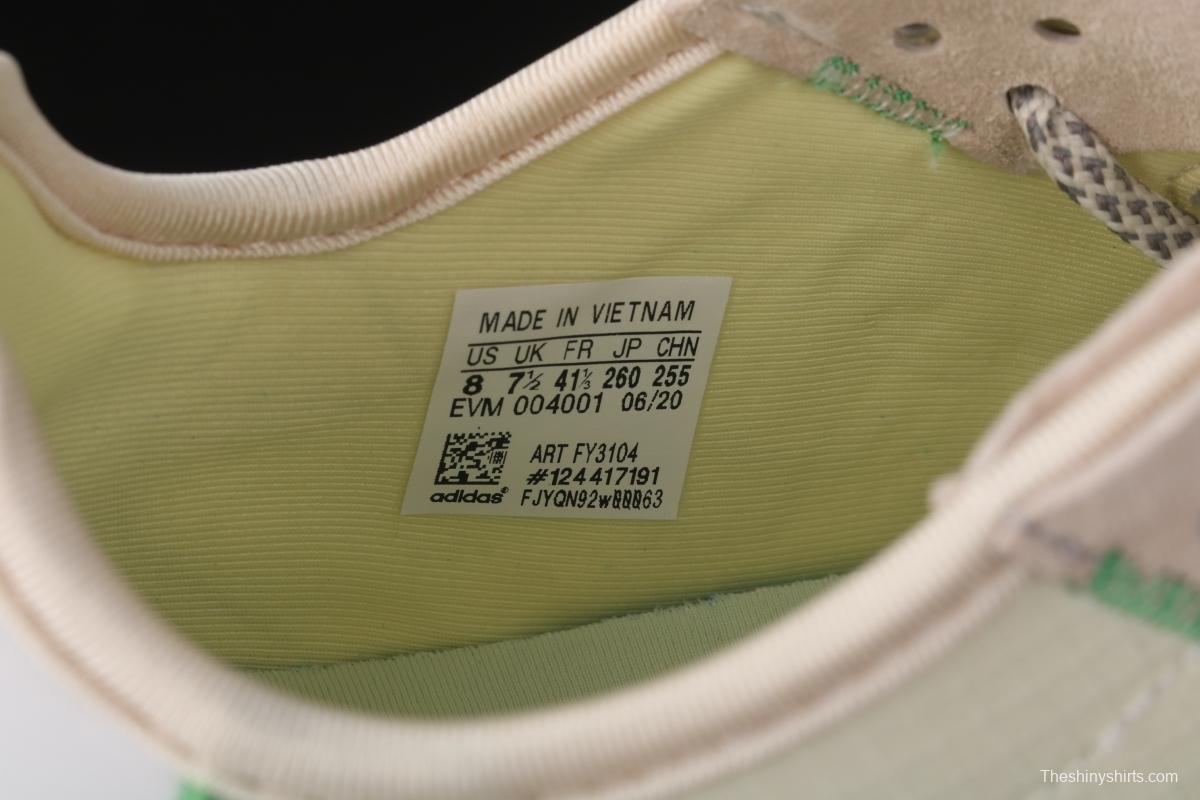 MADE IN VIETNAM
US UK FR JP CHN
8 7½ 41⅓ 260 255
EVM 004001 06/20
ART FY3104
#124417191
adidas®
Theshinyshirts.com